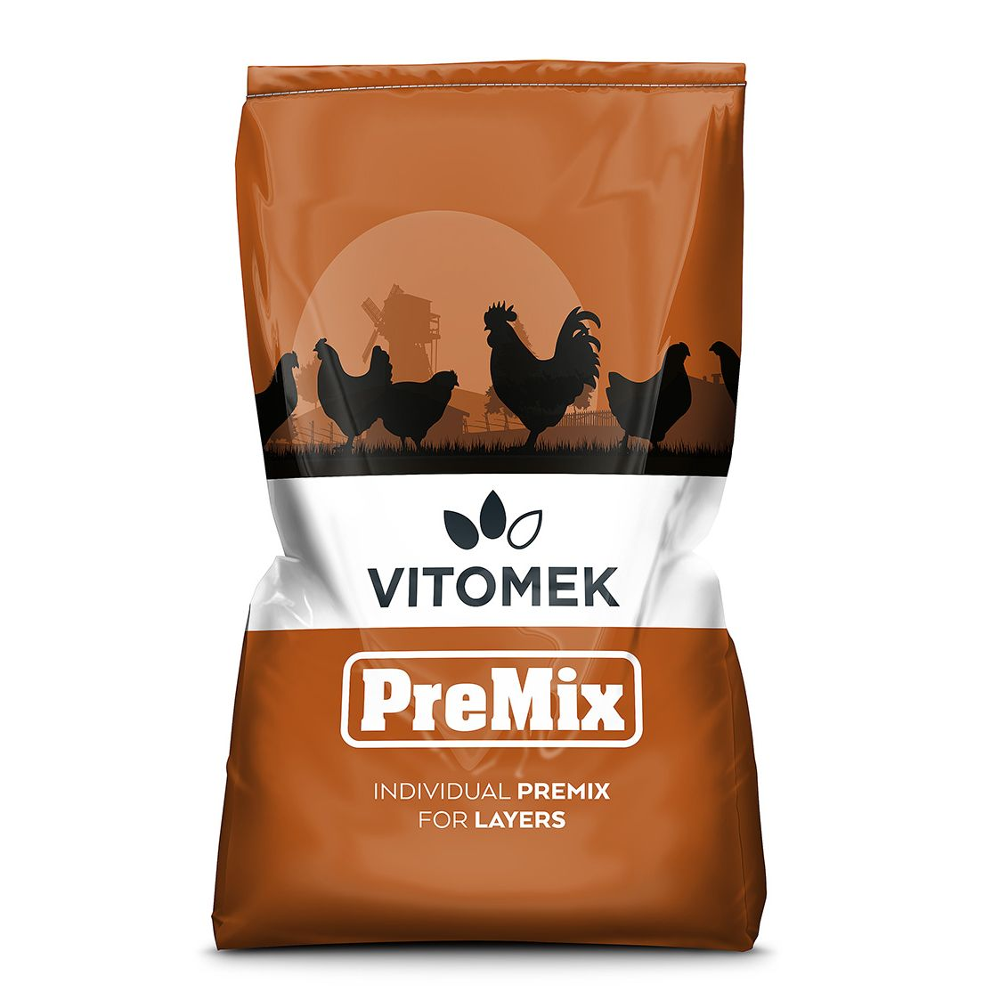 VITOMEK
PreMix
INDIVIDUAL PREMIX
FOR LAYERS